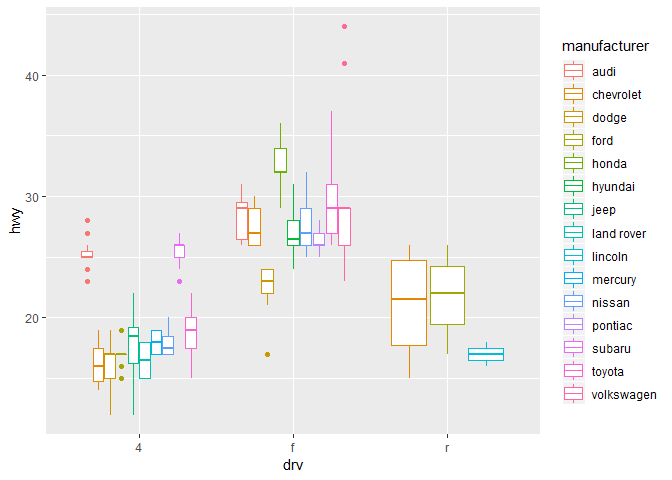 manufacturer
audi
chevrolet
dodge
ford
honda
hyundai
jeep
land rover
lincoln
mercury
nissan
pontiac
subaru
toyota
volkswagen
40
30
20
hwy
4 f r
drv